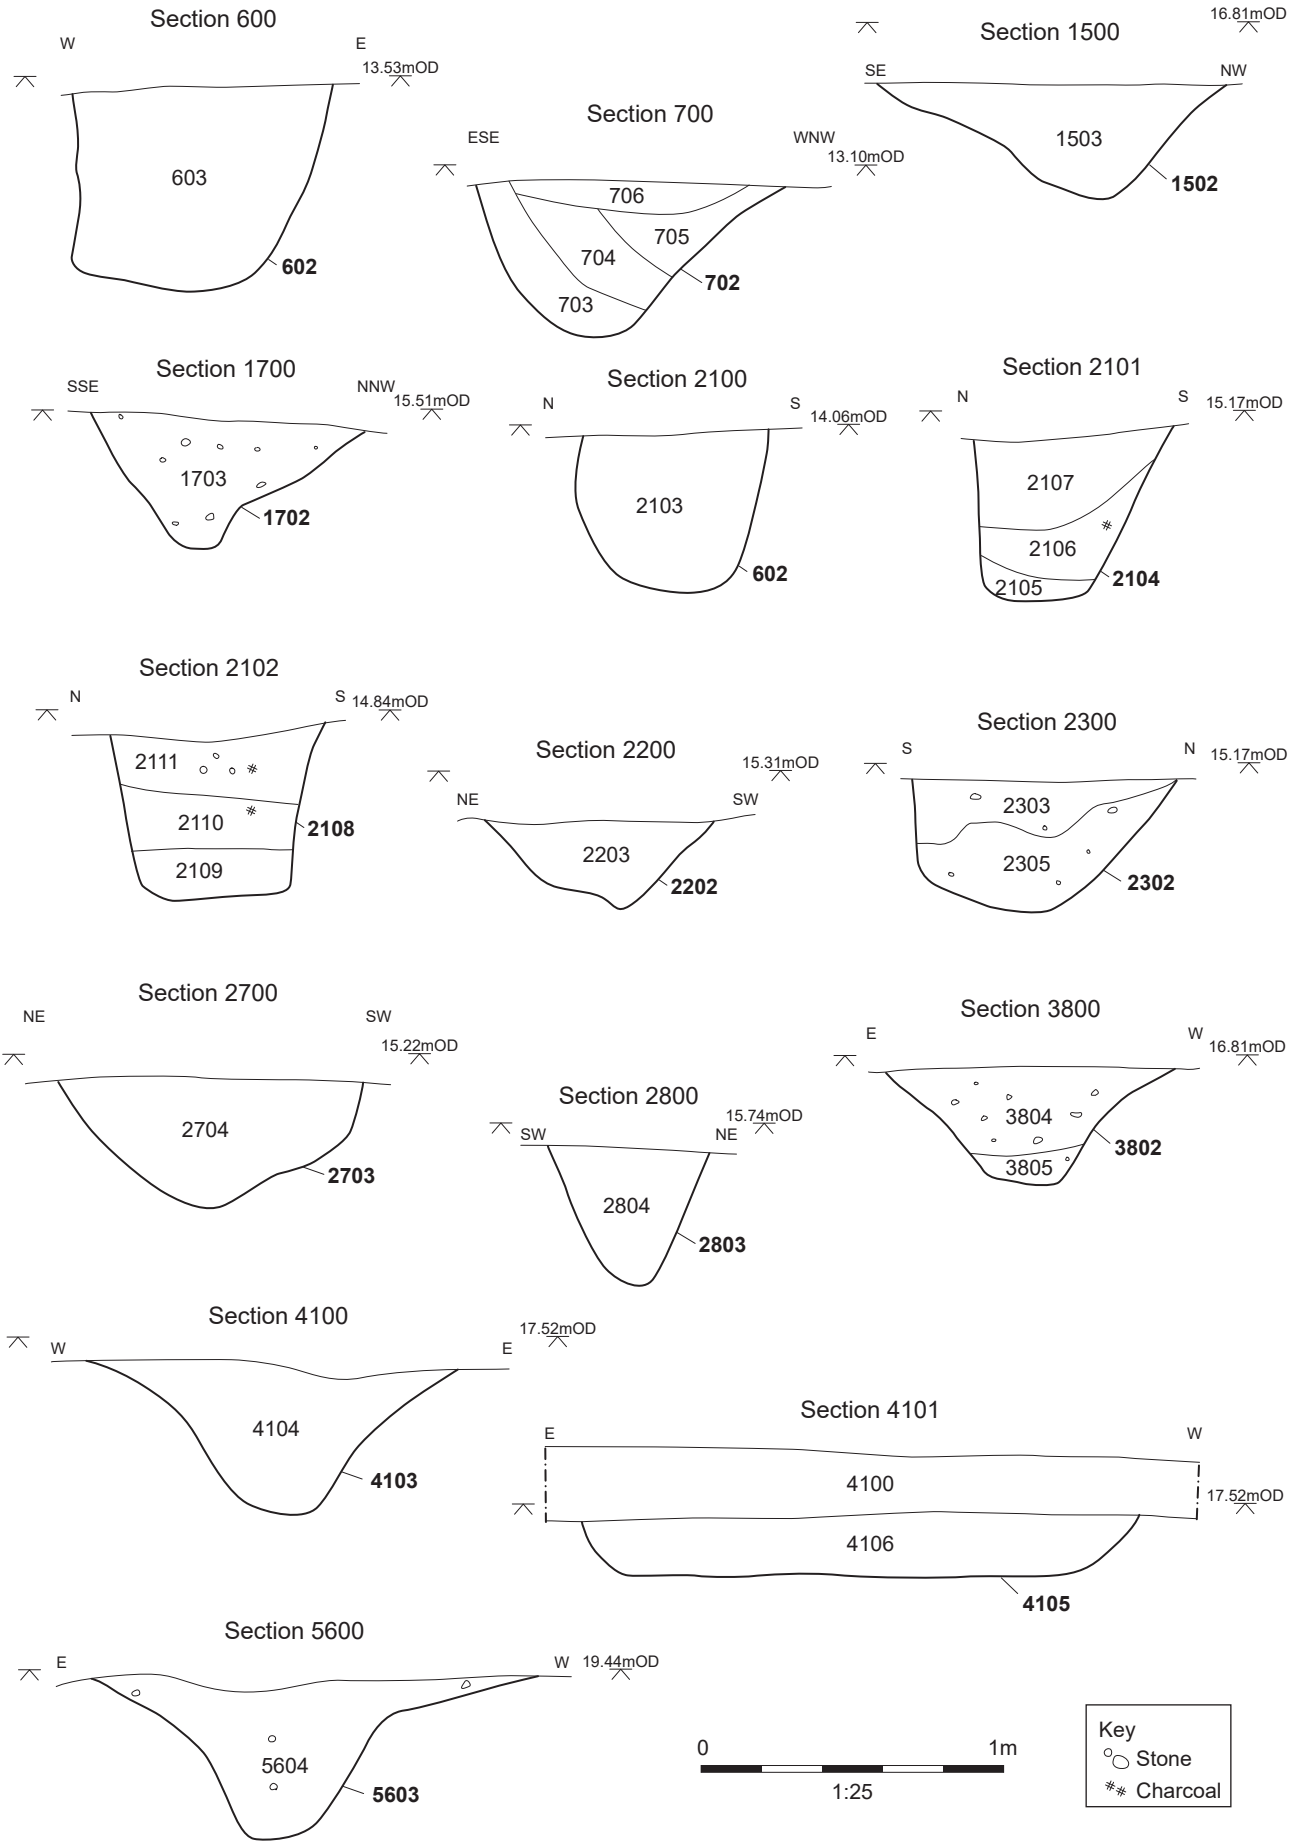 Section 600
W
E
13.53mOD
603
602
Section 700
ESE
WNW
13.10mOD
706
705
704
703
702
16.81mOD
Section 1500
SE
NW
1503
1502
Section 1700
SSE
NNW
15.51mOD
1703
1702
Section 2100
N
S
14.06mOD
2103
602
Section 2101
N
S
15.17mOD
2107
2106
2105
2104
Section 2102
N
S
14.84mOD
2111
2110
2109
2108
Section 2200
15.31mOD
NE
SW
2203
2202
Section 2300
S
N
15.17mOD
2303
2305
2302
Section 2700
NE
SW
15.22mOD
2704
2703
Section 2800
15.74mOD
SW
NE
2804
2803
Section 3800
E
W
16.81mOD
3804
3805
3802
Section 4100
17.52mOD
W
E
4104
4103
Section 4101
E
W
4100
17.52mOD
4106
4105
Section 5600
E
W
19.44mOD
5604
5603
0
1m
1:25
Key
Stone
Charcoal